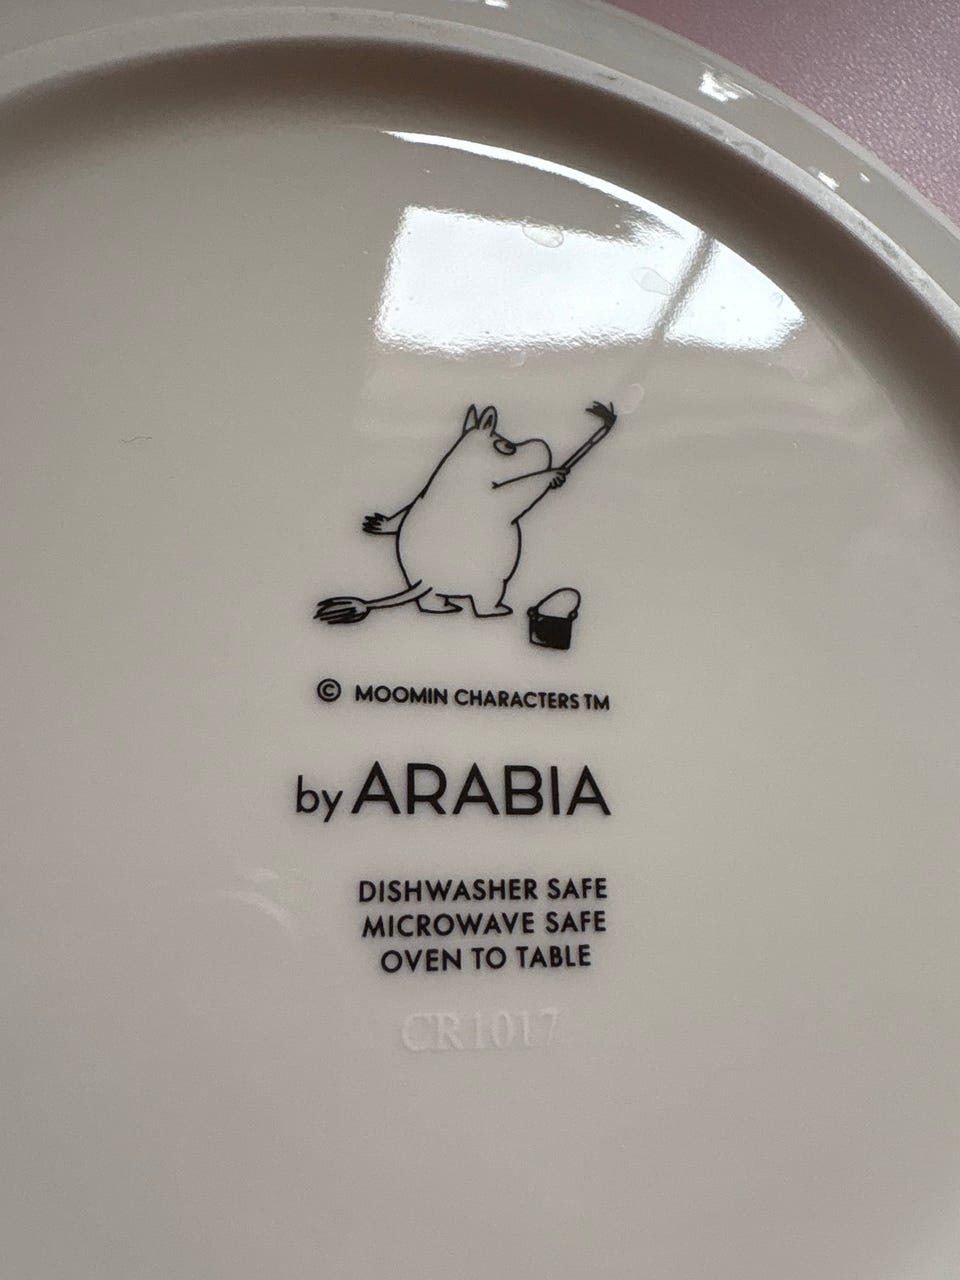 © MOOMIN CHARACTERS TM
by ARABIA
DISHWASHER SAFE
MICROWAVE SAFE
OVEN TO TABLE
CR1017